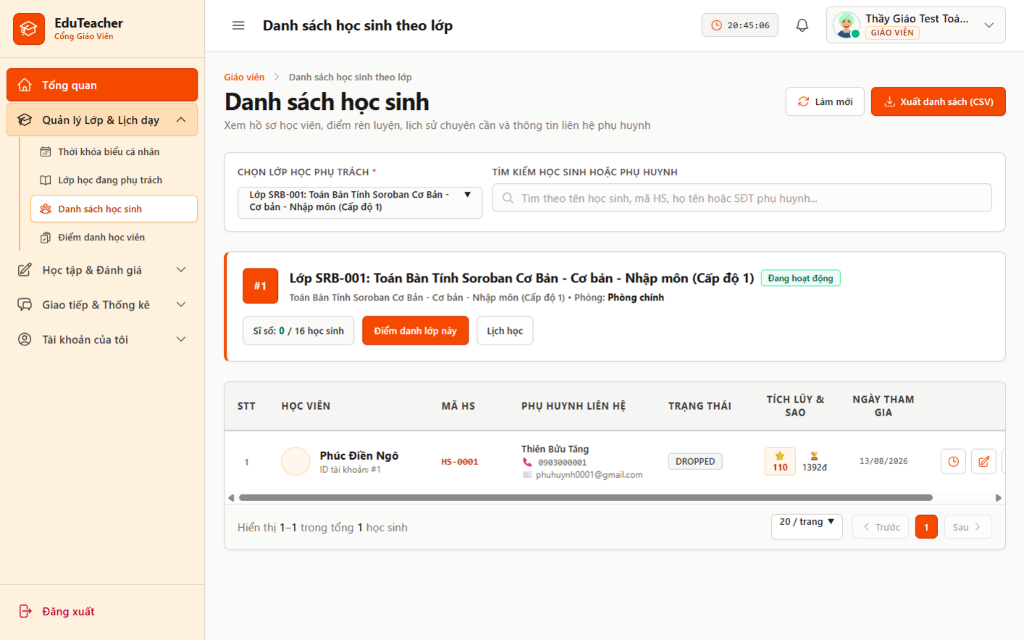 EduTeacher
Cổng Giáo Viên
Tổng quan
Quản lý Lớp & Lịch dạy
Thời khóa biểu cá nhân
Lớp học đang phụ trách
Danh sách học sinh
Điểm danh học viên
Học tập & Đánh giá
Giao tiếp & Thống kê
Tài khoản của tôi
Đăng xuất
Danh sách học sinh theo lớp
20:45:06
Thầy Giáo Test Toá...
GIÁO VIÊN
Giáo viên > Danh sách học sinh theo lớp
Danh sách học sinh
Xem hồ sơ học viên, điểm rèn luyện, lịch sử chuyên cần và thông tin liên hệ phụ huynh
Làm mới
Xuất danh sách (CSV)
CHỌN LỚP HỌC PHỤ TRÁCH *
Lớp SRB-001: Toán Bàn Tính Soroban Cơ Bản -
Cơ bản - Nhập môn (Cấp độ 1)
TÌM KIẾM HỌC SINH HOẶC PHỤ HUYNH
Tìm theo tên học sinh, mã HS, họ tên hoặc SĐT phụ huynh...
#1
Lớp SRB-001: Toán Bàn Tính Soroban Cơ Bản - Cơ bản - Nhập môn (Cấp độ 1)
Đang hoạt động
Toán Bàn Tính Soroban Cơ Bản - Cơ bản - Nhập môn (Cấp độ 1) • Phòng: Phòng chính
Sĩ số: 0 / 16 học sinh
Điểm danh lớp này
Lịch học
STT HỌC VIÊN MÃ HS PHỤ HUYNH LIÊN HỆ TRẠNG THÁI TÍCH LŨY & SAO NGÀY THAM GIA
1
Phúc Điền Ngô
ID tài khoản: #1
HS-0001
Thiên Bửu Tăng
0903000001
phuhuynh0001@gmail.com
DROPPED
110
1392đ
13/08/2026
Hiển thị 1–1 trong tổng 1 học sinh
20 / trang
Trước
1
Sau